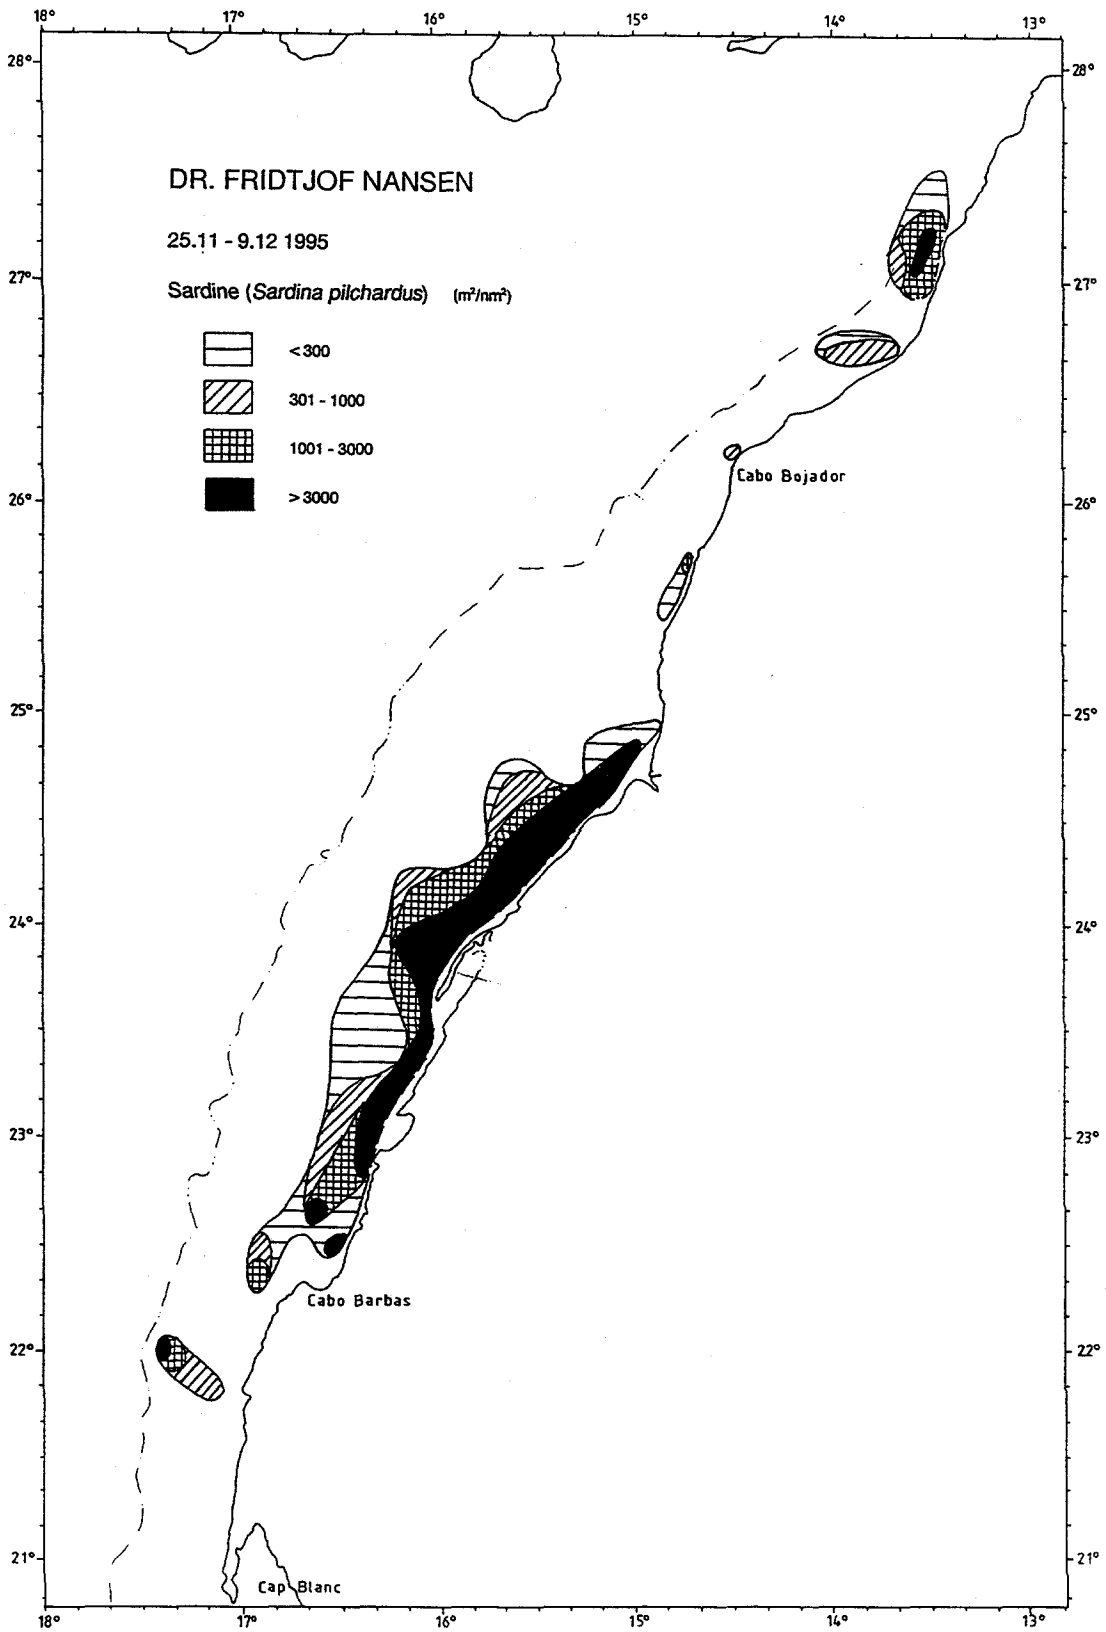 18° 17° 16° 15° 14° 13°
28° 28°
DR. FRIDTJOF NANSEN
25.11 - 9.12 1995
27° 27°
Sardine (Sardina pilchardus) (m²/nm²)
<300
301 - 1000
1001 - 3000
Cabo Bojador
>3000
26° 26°
25° 25°
24° 24°
23° 23°
Cabo Barbas
22° 22°
21° 21°
Cap Blanc
18° 17° 16° 15° 14° 13°